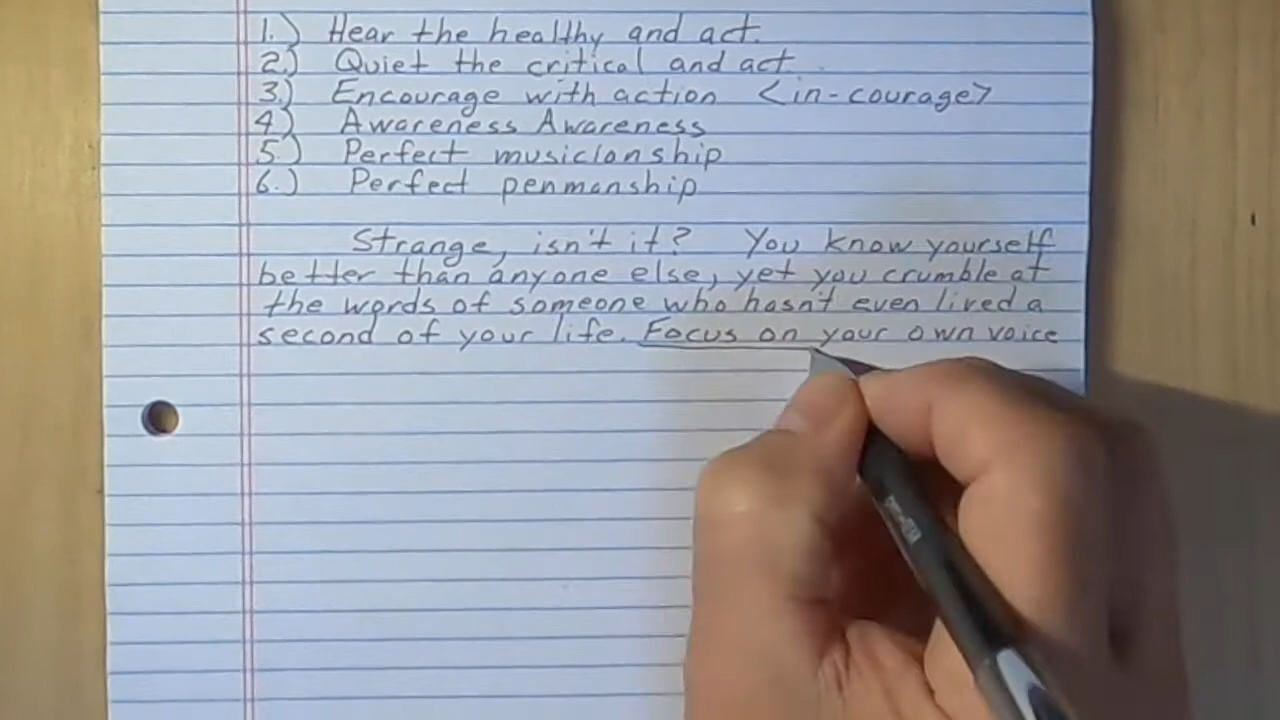 1.) Hear the healthy and act.
2.) Quiet the critical and act.
3.) Encourage with action <in-courage>
4.) Awareness Awareness
5.) Perfect musicianship
6.) Perfect penmanship
Strange, isn't it? You know yourself
better than anyone else, yet you crumble at
the words of someone who hasn't even lived a
second of your life. Focus on your own voice